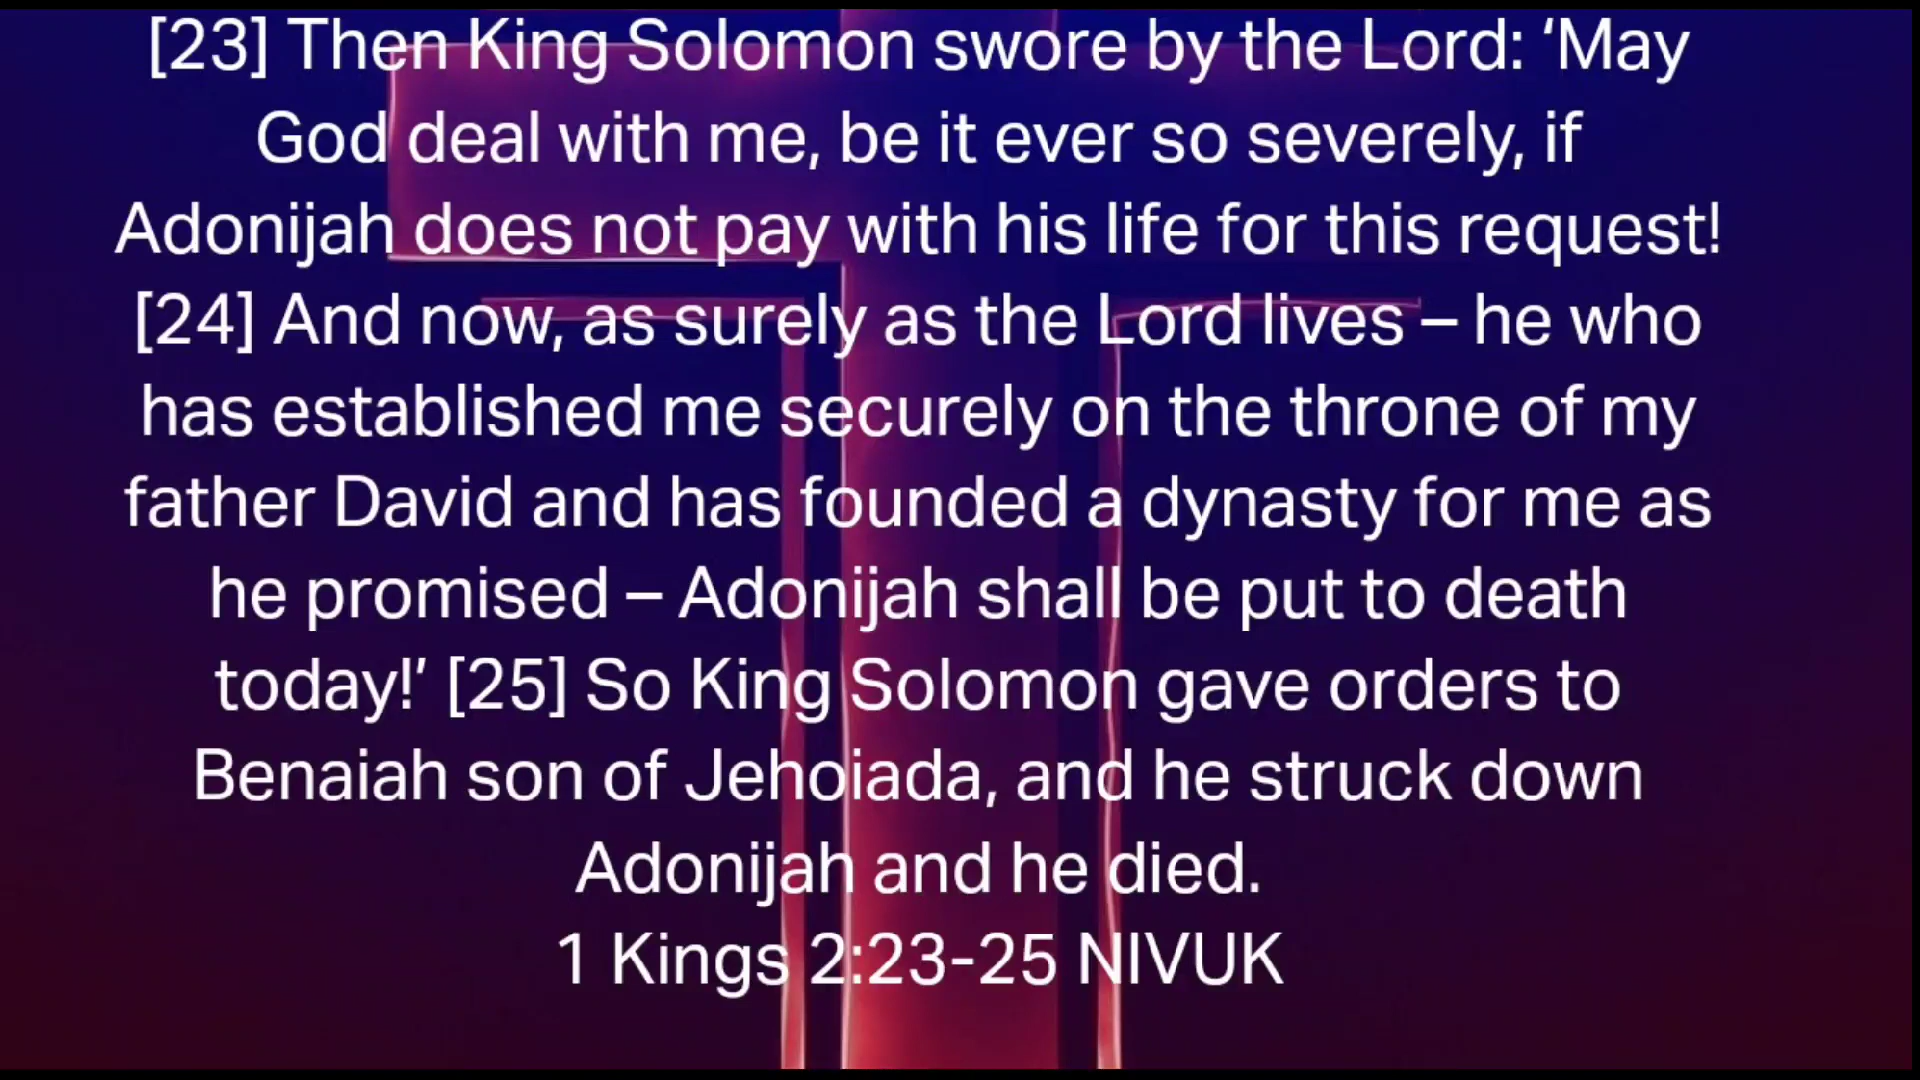 [23] Then King Solomon swore by the Lord: ‘May
God deal with me, be it ever so severely, if
Adonijah does not pay with his life for this request!
[24] And now, as surely as the Lord lives – he who
has established me securely on the throne of my
father David and has founded a dynasty for me as
he promised – Adonijah shall be put to death
today!’ [25] So King Solomon gave orders to
Benaiah son of Jehoiada, and he struck down
Adonijah and he died.
1 Kings 2:23-25 NIVUK